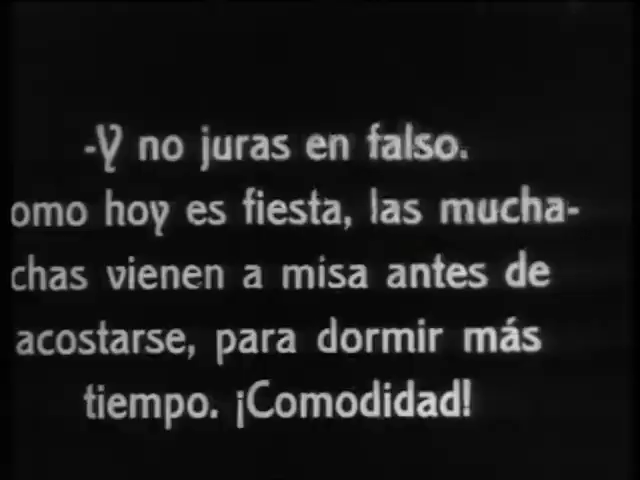 -Y no juras en falso.
omo hoy es fiesta, las mucha-
chas vienen a misa antes de
acostarse, para dormir más
tiempo. ¡Comodidad!